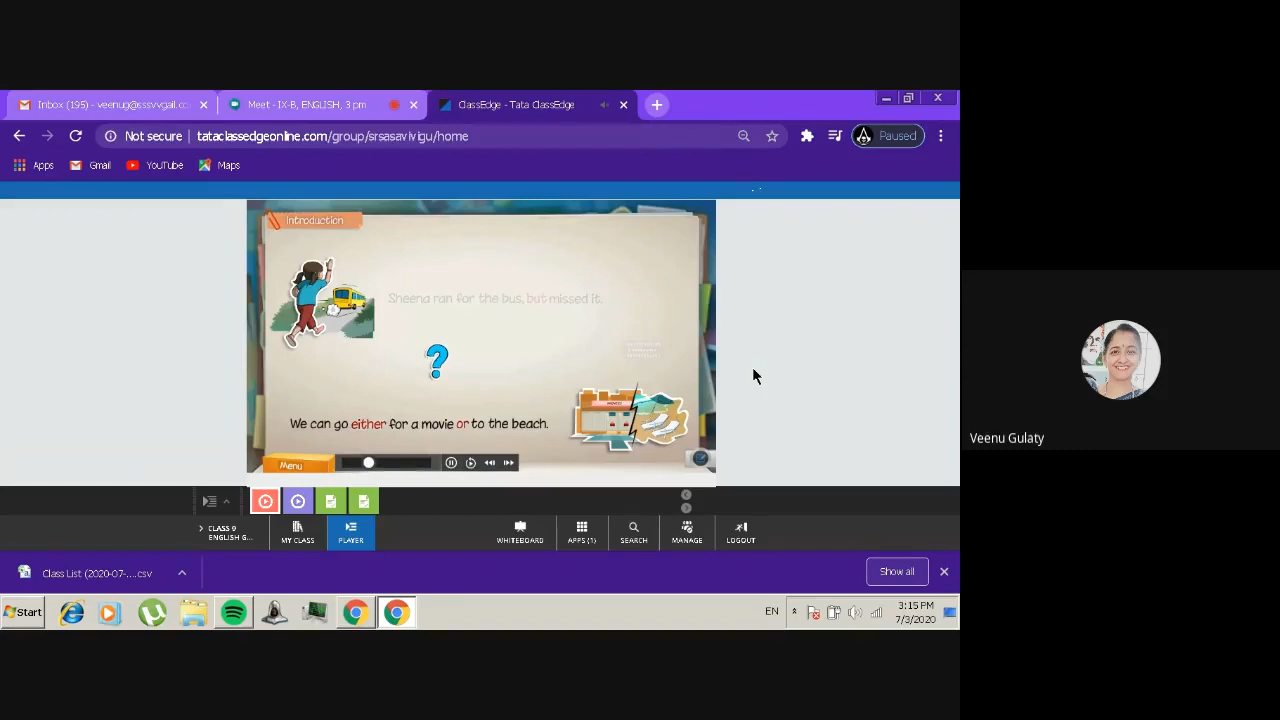 Inbox (195) - veenug@sssvvgail.cc
Meet - IX-B, ENGLISH, 3 pm
ClassEdge - Tata ClassEdge
Not secure
tataclassedgeonline.com/group/srsasavivigu/home
Paused
Apps
Gmail
YouTube
Maps
Introduction
Sheena ran for the bus, but missed it.
?
We can go either for a movie or to the beach.
Menu
CLASS 9
ENGLISH G...
MY CLASS
PLAYER
WHITEBOARD
APPS (1)
SEARCH
MANAGE
LOGOUT
Class List (2020-07-....csv
Show all
Start
EN
3:15 PM
7/3/2020
Veenu Gulaty